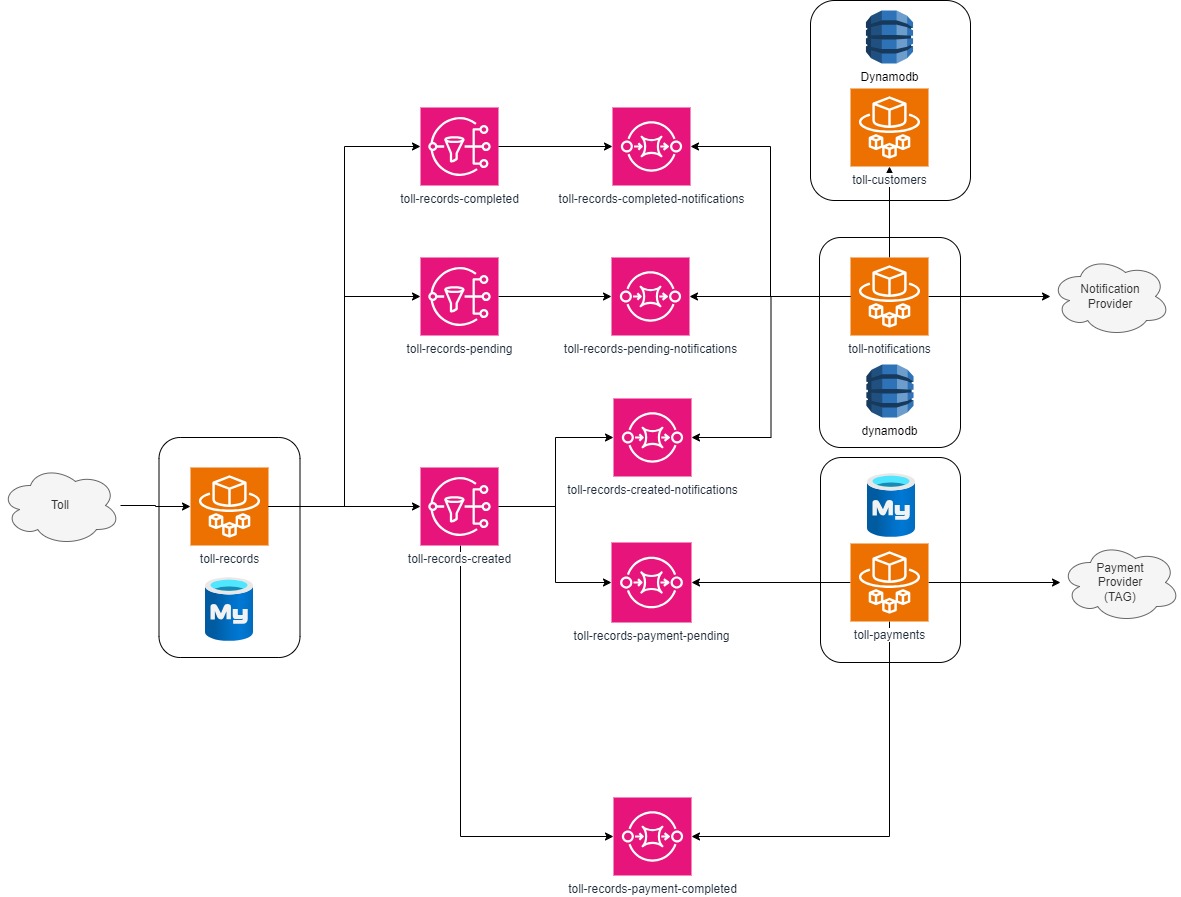 Dynamodb
toll-customers
toll-records-completed
toll-records-completed-notifications
Notification
Provider
toll-records-pending
toll-records-pending-notifications
toll-notifications
dynamodb
toll-records-created-notifications
Toll
My
toll-records
toll-records-created
Payment
Provider
(TAG)
My
toll-records-payment-pending
toll-payments
toll-records-payment-completed